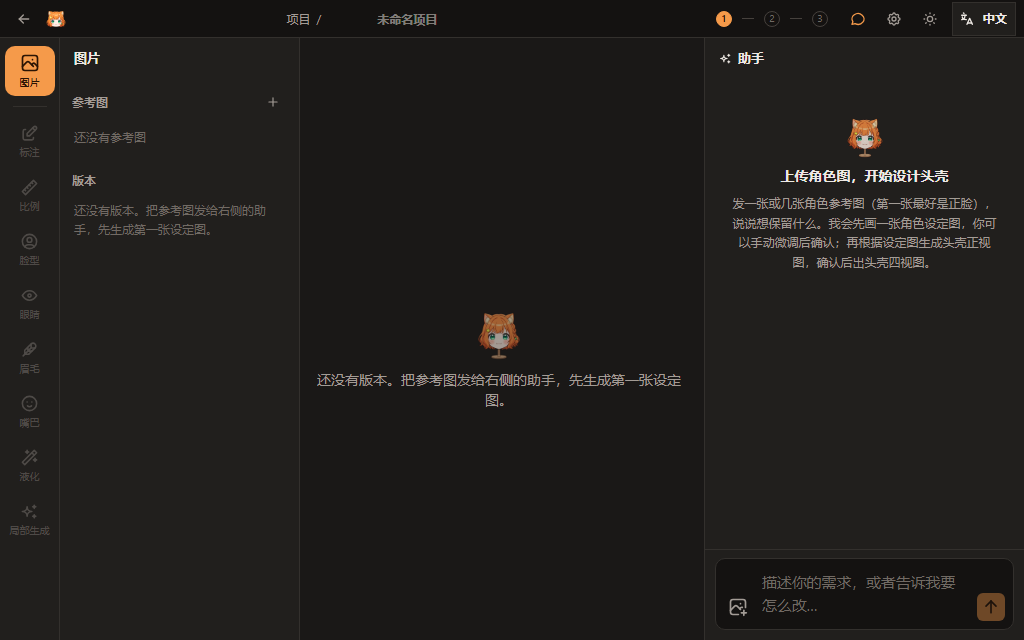 项目 /
未命名项目
1
2
3
中文
图片
标注
比例
脸型
眼睛
眉毛
嘴巴
液化
局部生成
图片
参考图
还没有参考图
版本
还没有版本。把参考图发给右侧的助
手，先生成第一张设定图。
还没有版本。把参考图发给右侧的助手，先生成第一张设定
图。
助手
上传角色图，开始设计头壳
发一张或几张角色参考图（第一张最好是正脸），
说说想保留什么。我会先画一张角色设定图，你可
以手动微调后确认；再根据设定图生成头壳正视
图，确认后出头壳四视图。
描述你的需求，或者告诉我要
怎么改...